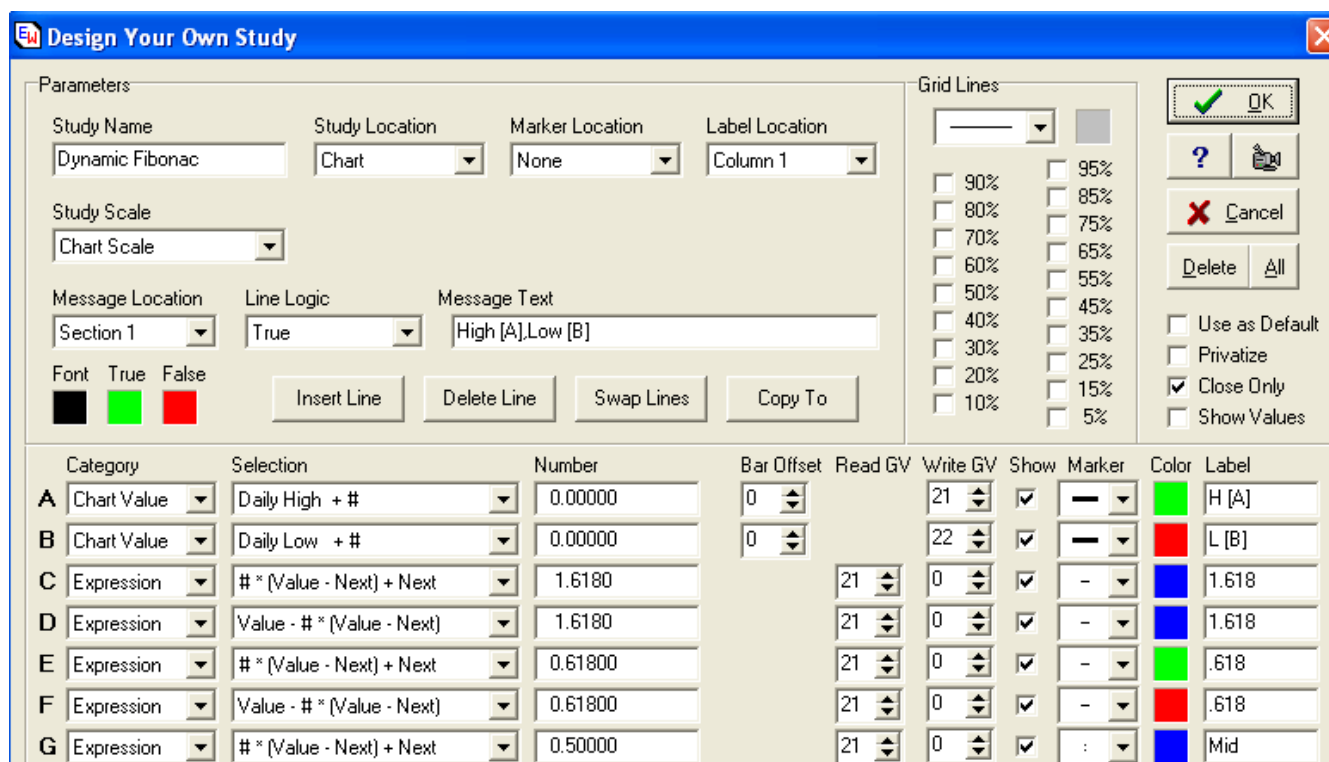 EW Design Your Own Study
Parameters
Grid Lines
OK
Study Name Study Location Marker Location Label Location
Dynamic Fibonac Chart None Column 1
?
95%
90%
85%
80%
75%
70%
65%
60%
55%
50%
45%
40%
35%
30%
25%
20%
15%
10%
5%
Cancel
Delete All
Study Scale
Chart Scale
Message Location Line Logic Message Text
Section 1 True High [A],Low [B]
Use as Default
Privatize
Close Only
Show Values
Font True False
Insert Line Delete Line Swap Lines Copy To
Category Selection Number Bar Offset Read GV Write GV Show Marker Color Label
A Chart Value Daily High + # 0.00000 0 21 H [A]
B Chart Value Daily Low + # 0.00000 0 22 L [B]
C Expression # * (Value - Next) + Next 1.6180 21 0 1.618
D Expression Value - # * (Value - Next) 1.6180 21 0 1.618
E Expression # * (Value - Next) + Next 0.61800 21 0 .618
F Expression Value - # * (Value - Next) 0.61800 21 0 .618
G Expression # * (Value - Next) + Next 0.50000 21 0 Mid